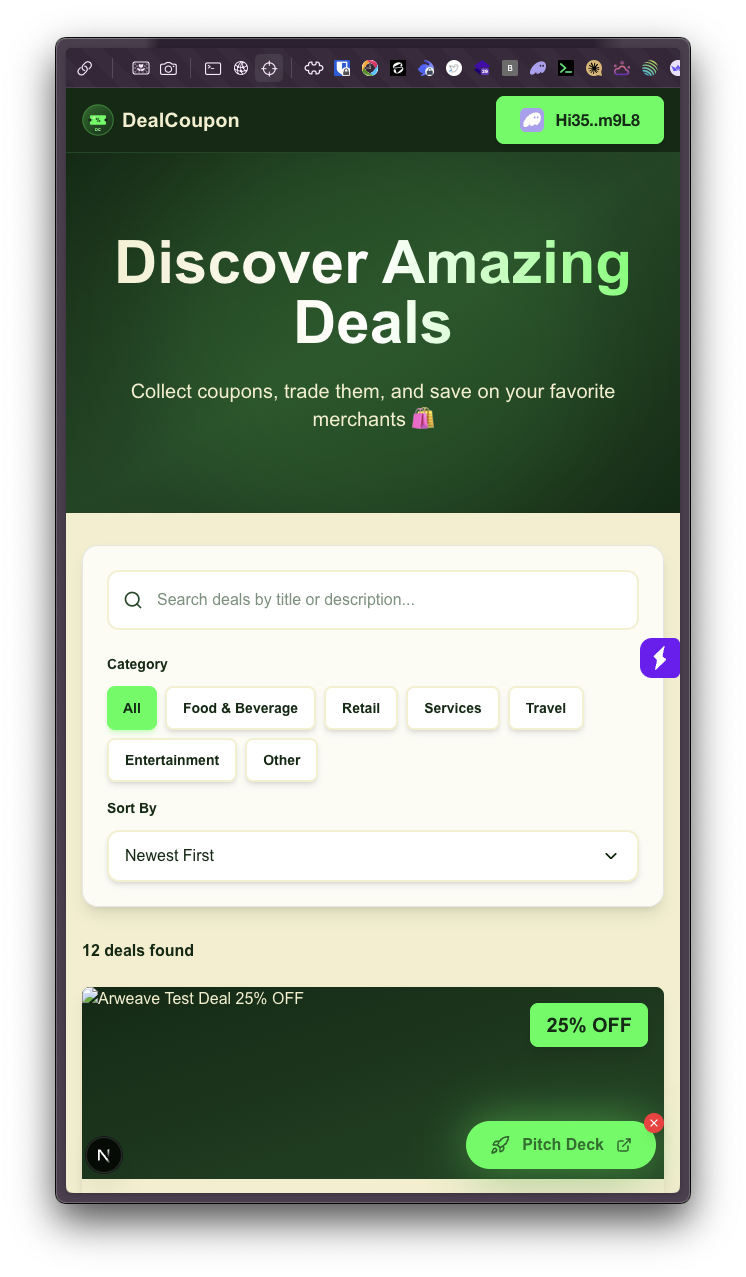 DealCoupon
Hi35..m9L8
Discover Amazing
Deals
Collect coupons, trade them, and save on your favorite
merchants 🛍️
Search deals by title or description...
Category
All
Food & Beverage
Retail
Services
Travel
Entertainment
Other
Sort By
Newest First
12 deals found
Arweave Test Deal 25% OFF
25% OFF
N
Pitch Deck